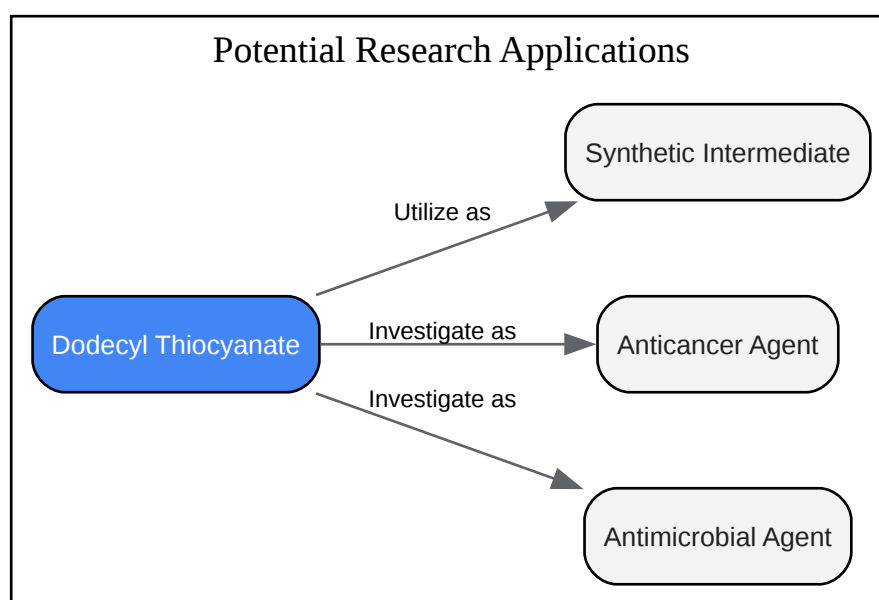 Potential Research Applications
Synthetic Intermediate
Utilize as
Dodecyl Thiocyanate
Investigate as
Anticancer Agent
Investigate as
Antimicrobial Agent